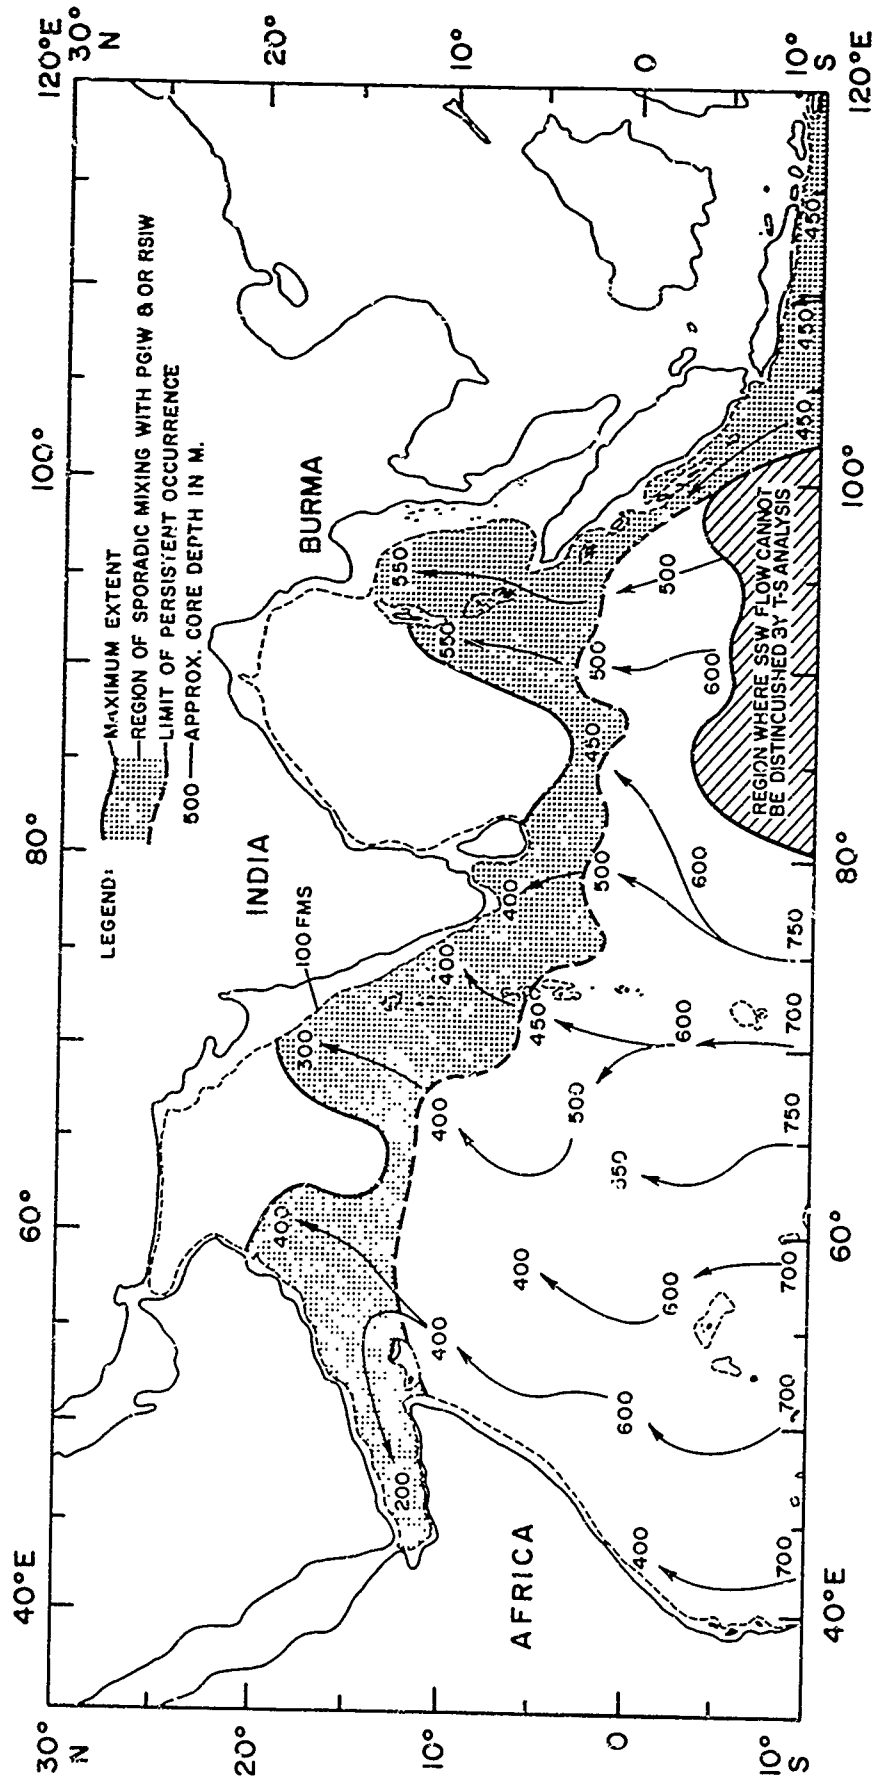 40°E
60°
80°
100°
120°E
30°
N
20°
10°
0
10°
S
30°
N
20°
10°
0
10°
S
LEGEND:
MAXIMUM EXTENT
REGION OF SPORADIC MIXING WITH PGIW & OR RSIW
LIMIT OF PERSISTENT OCCURRENCE
500 — APPROX. CORE DEPTH IN M.
INDIA
BURMA
AFRICA
100 FMS
300
400
400
400
550
550
200
400
400
450
500
450
500
500
400
500
600
600
600
600
600
400
700
700
700
750
700
750
450
450
450
REGION WHERE SSW FLOW CANNOT
BE DISTINGUISHED BY T-S ANALYSIS
40°E
60°
80°
100°
120°E